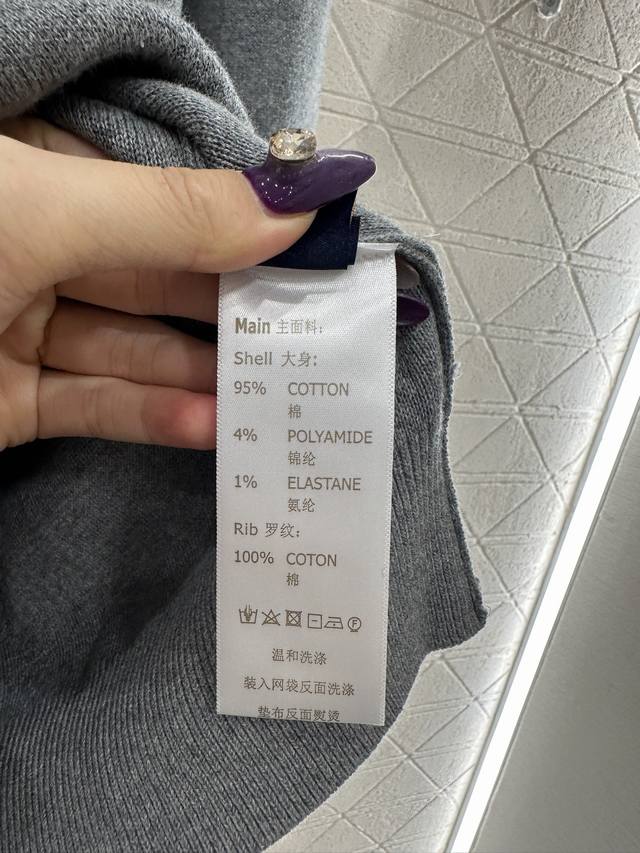 Main 主面料:
Shell 大身:
95% COTTON
棉
4% POLYAMIDE
锦纶
1% ELASTANE
氨纶
Rib 罗纹:
100% COTON
棉
温和洗涤
装入网袋反面洗涤
垫布反面熨烫